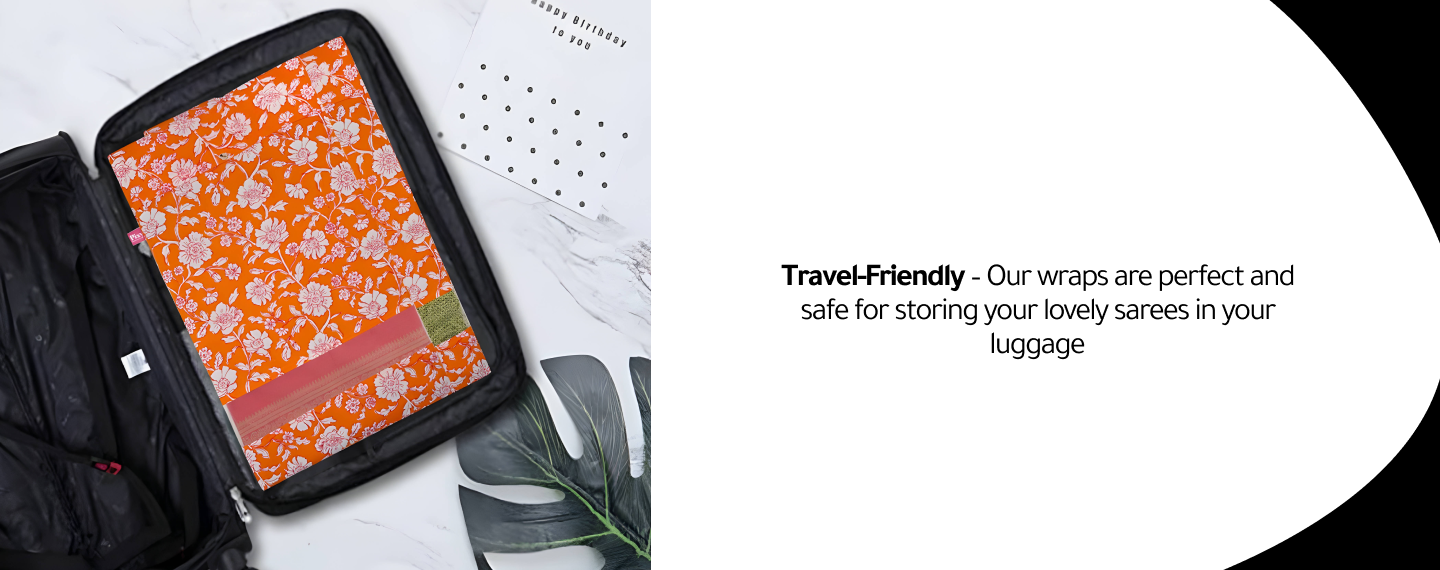 Happy Birthday
to you
Travel-Friendly - Our wraps are perfect and
safe for storing your lovely sarees in your
luggage